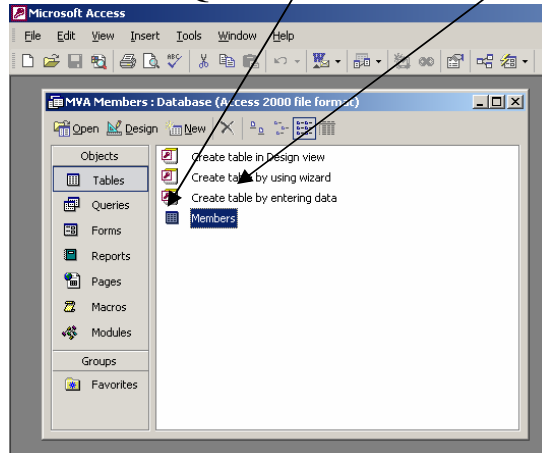 Microsoft Access
File Edit View Insert Tools Window Help
MVA Members : Database (Access 2000 file format)
Open Design New
Objects
Tables
Queries
Forms
Reports
Pages
Macros
Modules
Groups
Favorites
Create table in Design view
Create table by using wizard
Create table by entering data
Members